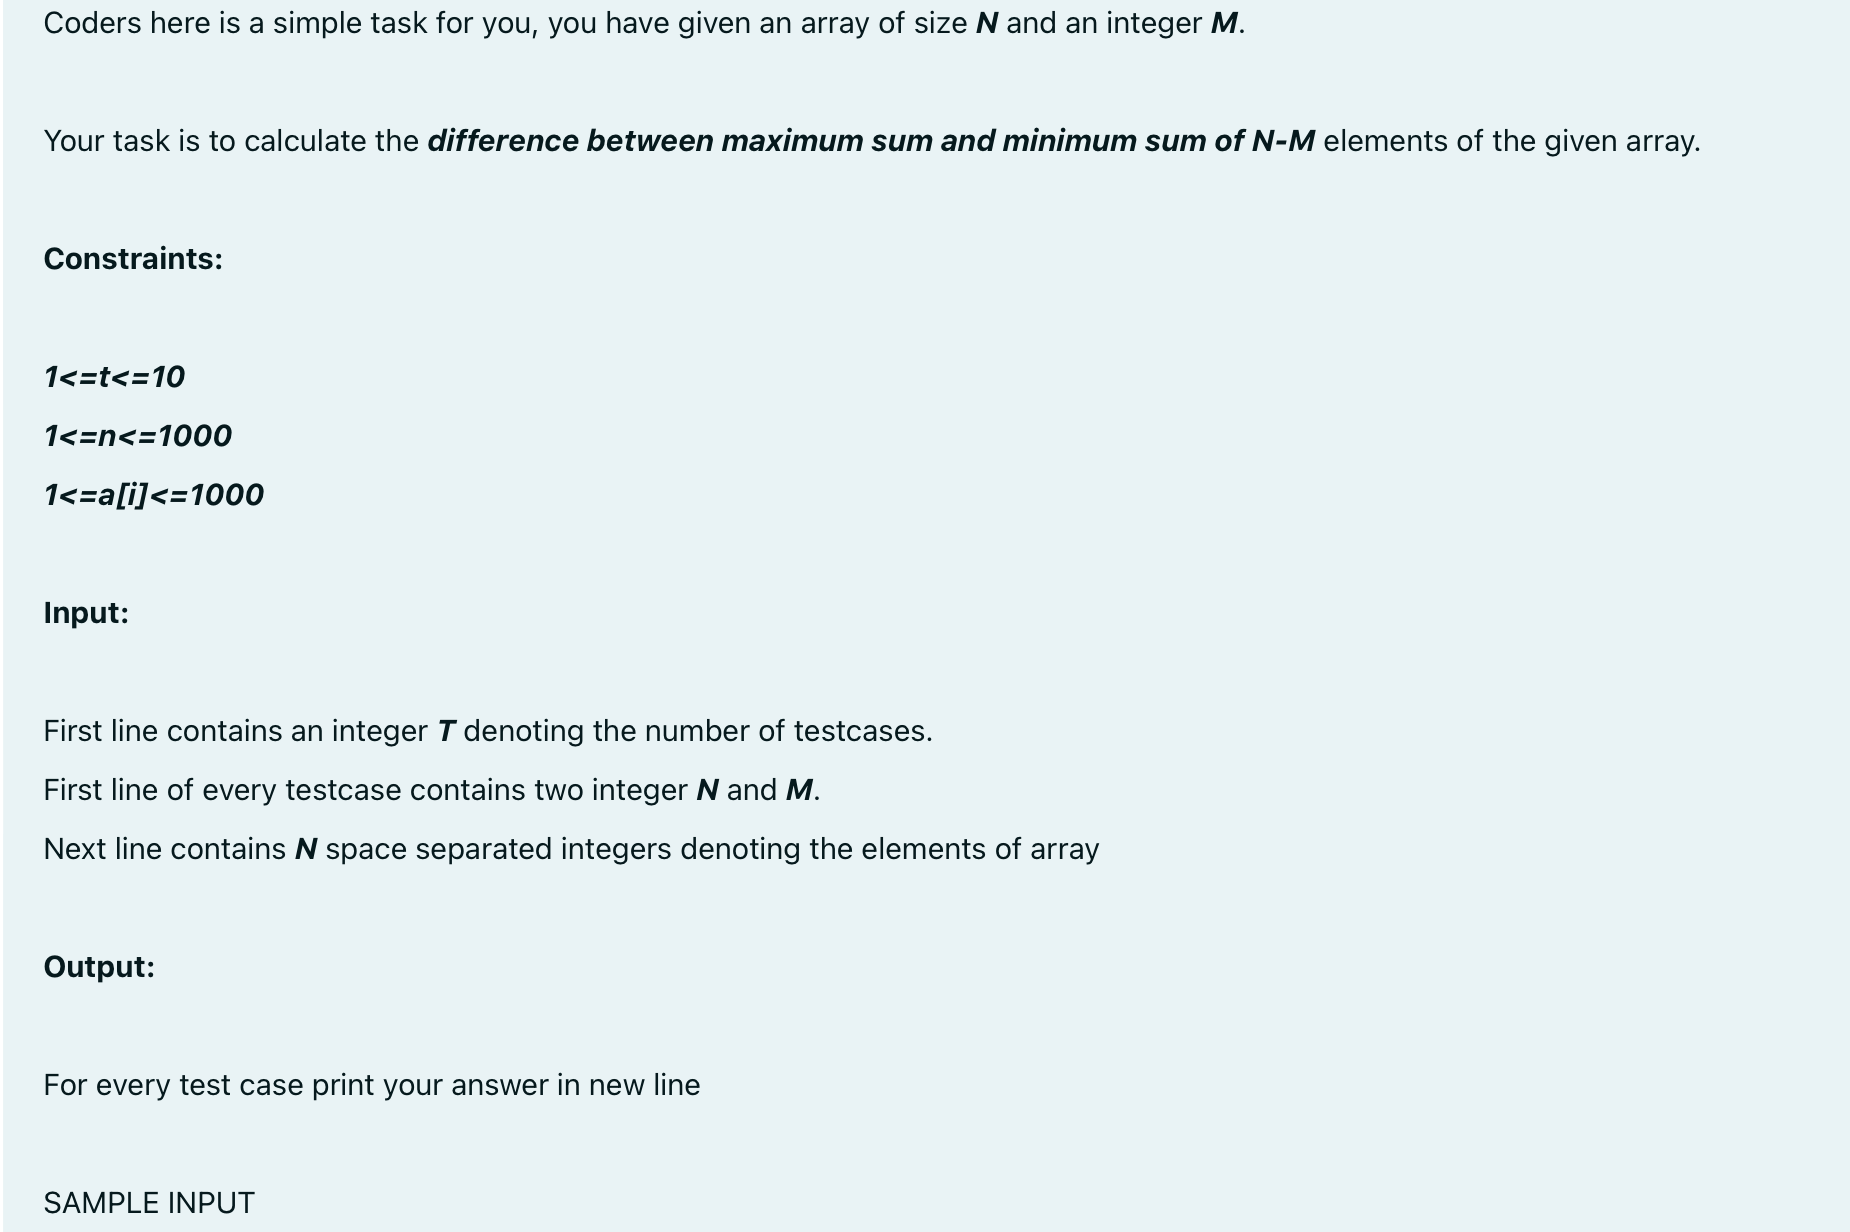 Coders here is a simple task for you, you have given an array of size N and an integer M.
Your task is to calculate the difference between maximum sum and minimum sum of N-M elements of the given array.
Constraints:
1<=t<=10
1<=n<=1000
1<=a[i]<=1000
Input:
First line contains an integer T denoting the number of testcases.
First line of every testcase contains two integer N and M.
Next line contains N space separated integers denoting the elements of array
Output:
For every test case print your answer in new line
SAMPLE INPUT